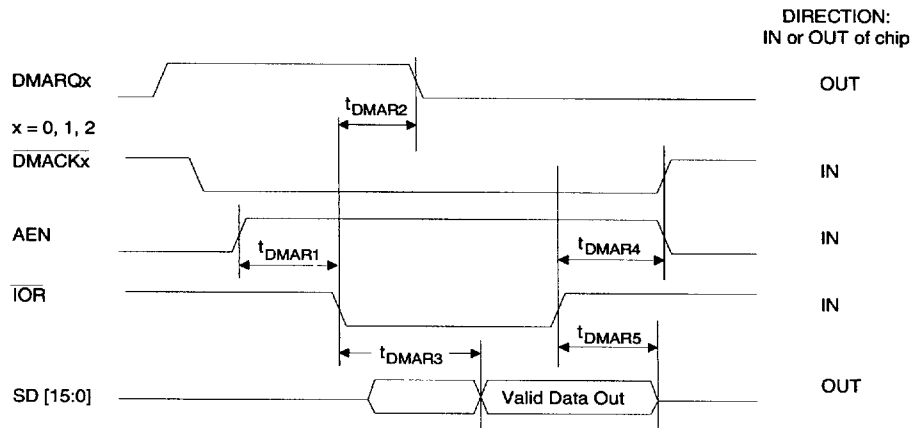 DIRECTION:
IN or OUT of chip
DMARQx
OUT
tDMAR2
x = 0, 1, 2
DMACKx
IN
AEN
IN
tDMAR1
tDMAR4
IOR
IN
tDMAR5
tDMAR3
SD [15:0]
Valid Data Out
OUT